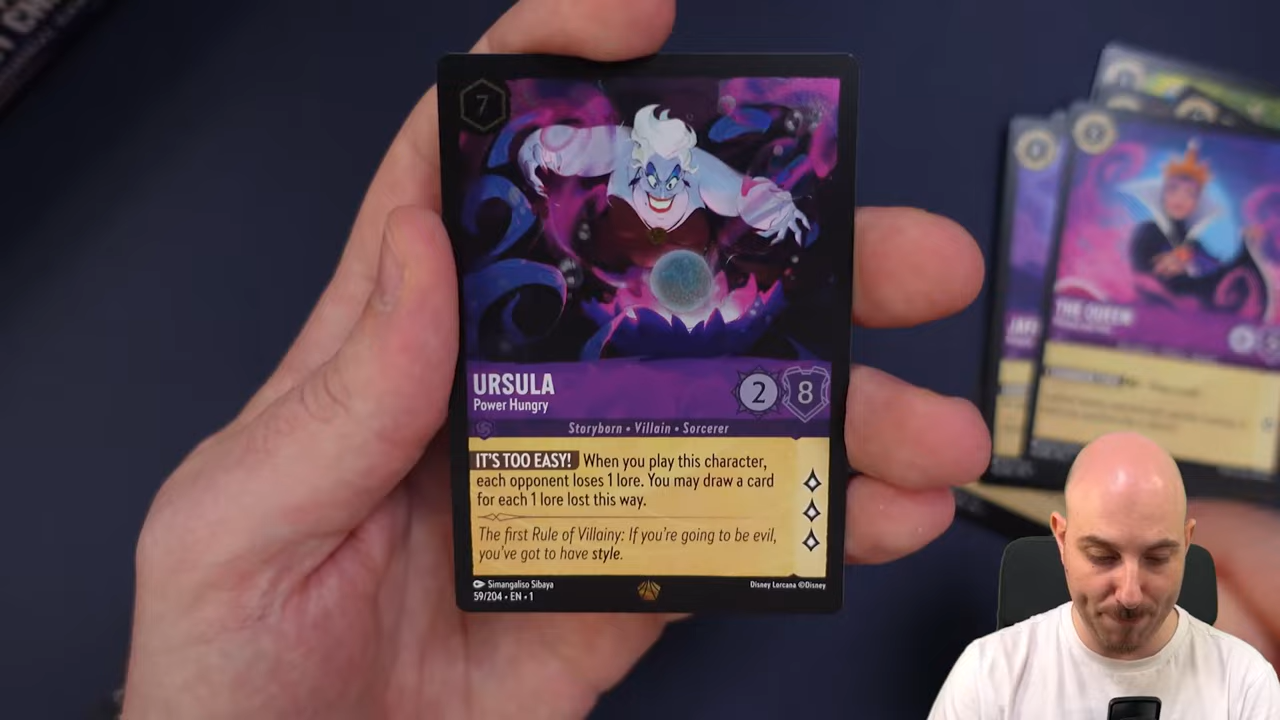 7
URSULA
Power Hungry
2
8
Storyborn • Villain • Sorcerer
IT'S TOO EASY! When you play this character,
each opponent loses 1 lore. You may draw a card
for each 1 lore lost this way.
The first Rule of Villainy: If you're going to be evil,
you've got to have style.
Simangaliso Sibaya
Disney Lorcana ©Disney
59/204 • EN • 1
THE QUEEN